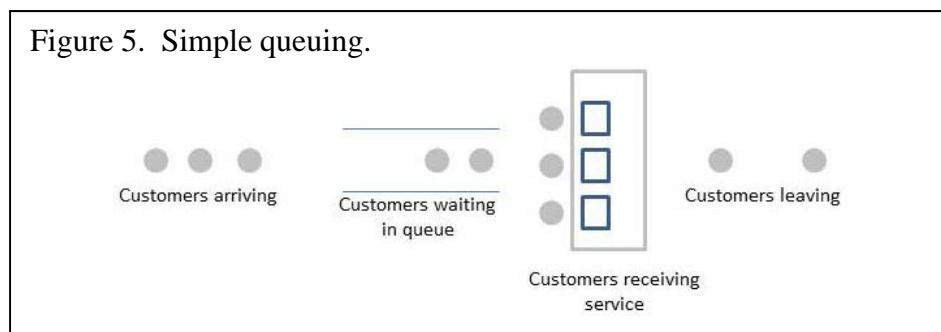 Figure 5.  Simple queuing.
Customers arriving
Customers waiting
in queue
Customers receiving
service
Customers leaving